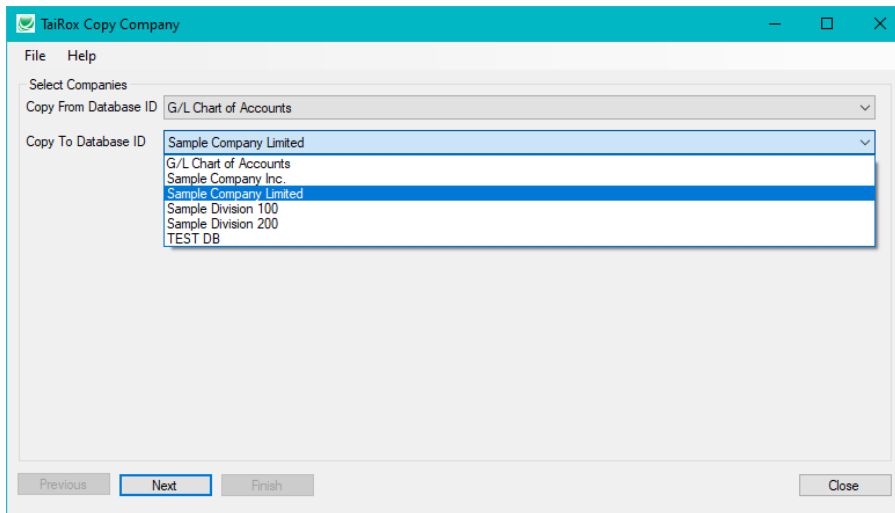 TaiRox Copy Company
File Help
Select Companies
Copy From Database ID G/L Chart of Accounts
Copy To Database ID Sample Company Limited
G/L Chart of Accounts
Sample Company Inc.
Sample Company Limited
Sample Division 100
Sample Division 200
TEST DB
Previous Next Finish Close